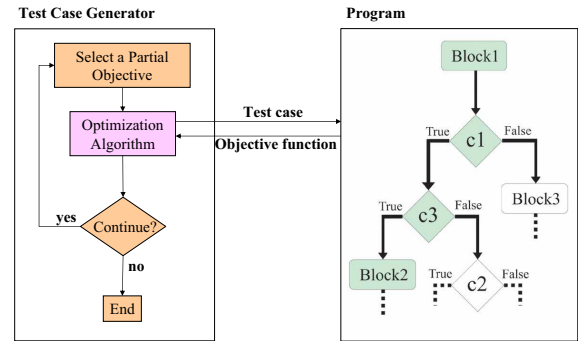 Test Case Generator
Select a Partial
Objective
Optimization
Algorithm
Continue?
yes
no
End
Test case
Objective function
Program
Block1
c1
True
False
Block3
c3
True
False
Block2
c2
True
False